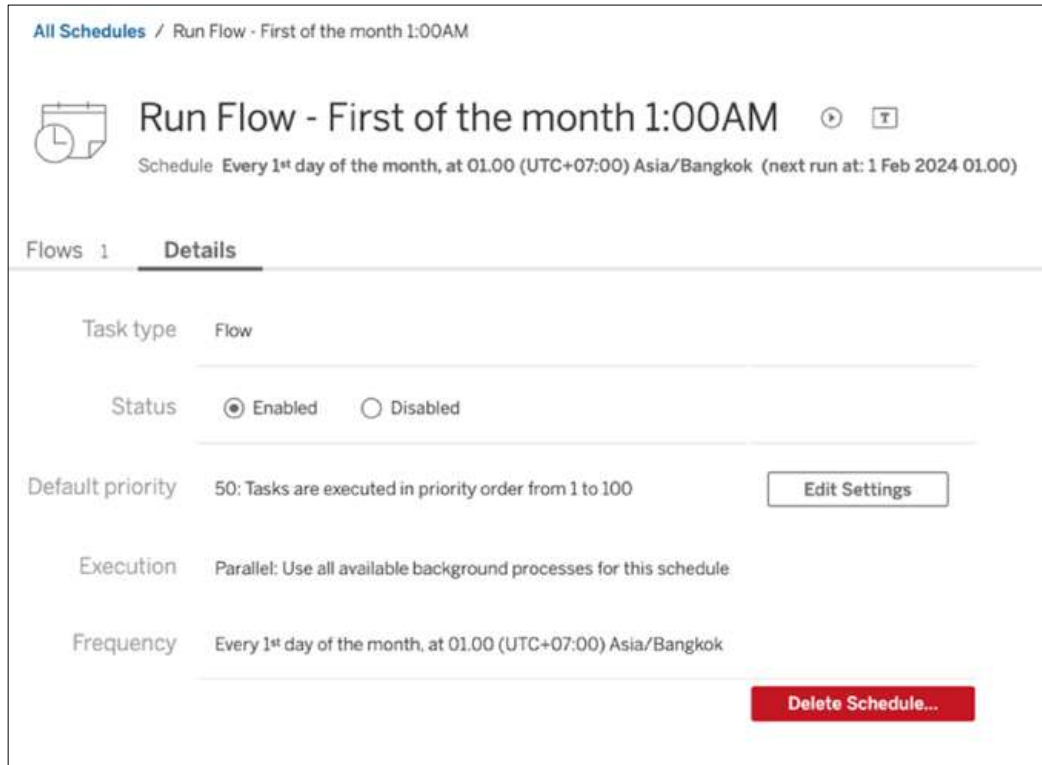 All Schedules / Run Flow - First of the month 1:00AM
Run Flow - First of the month 1:00AM
Schedule Every 1st day of the month, at 01.00 (UTC+07:00) Asia/Bangkok (next run at: 1 Feb 2024 01.00)
Flows 1 Details
Task type Flow
Status Enabled Disabled
Default priority 50: Tasks are executed in priority order from 1 to 100 Edit Settings
Execution Parallel: Use all available background processes for this schedule
Frequency Every 1st day of the month, at 01.00 (UTC+07:00) Asia/Bangkok
Delete Schedule...